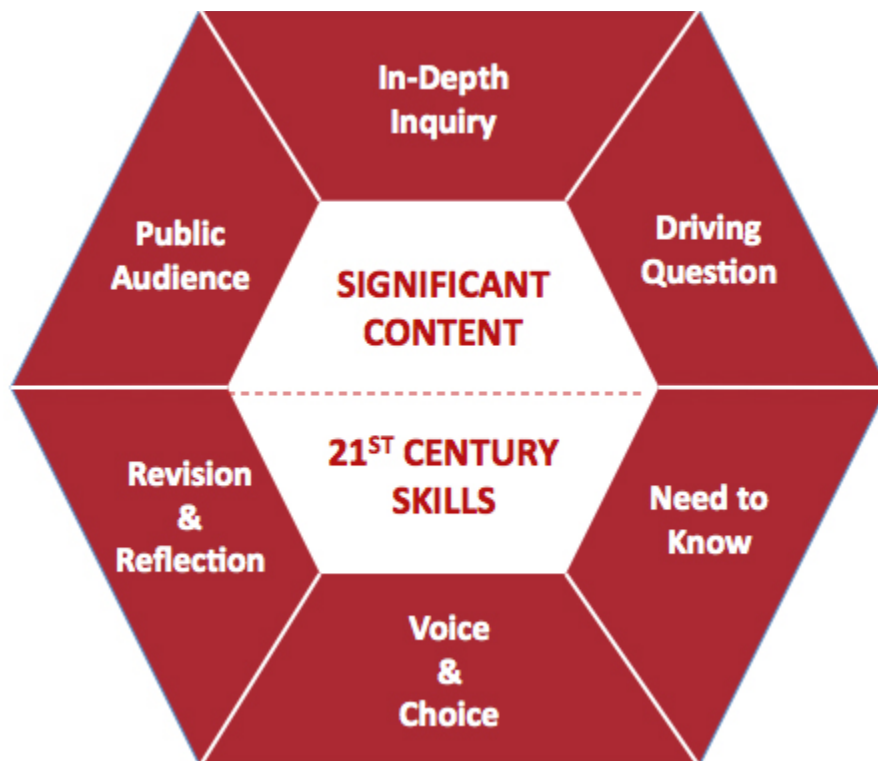 In-Depth
Inquiry
Driving
Question
Need to
Know
Voice
&
Choice
Revision
&
Reflection
Public
Audience
SIGNIFICANT
CONTENT
21ST CENTURY
SKILLS